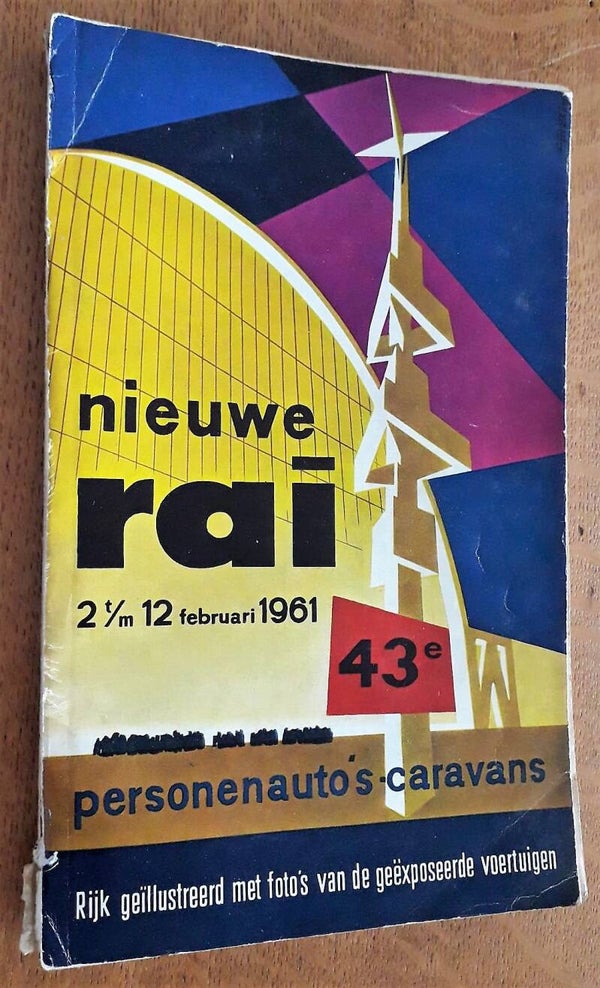 nieuwe
rai
2 t/m 12 februari 1961
43e
personenauto's-caravans
Rijk geïllustreerd met foto's van de geëxposeerde voertuigen